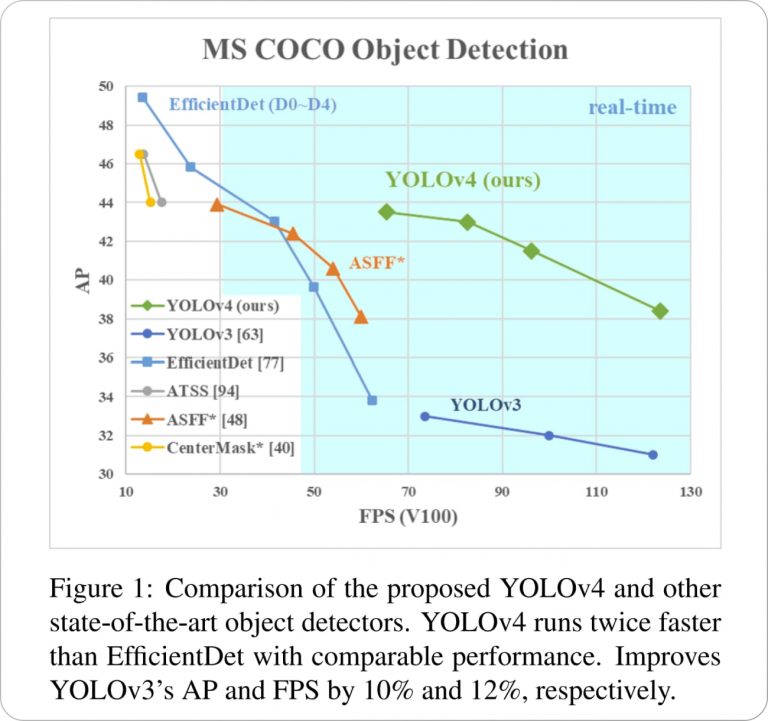 MS COCO Object Detection
50
48
46
44
42
40
38
36
34
32
30
AP
EfficientDet (D0~D4)
real-time
YOLOv4 (ours)
ASFF*
YOLOv3
YOLOv4 (ours)
YOLOv3 [63]
EfficientDet [77]
ATSS [94]
ASFF* [48]
CenterMask* [40]
10 30 50 70 90 110 130
FPS (V100)
Figure 1: Comparison of the proposed YOLOv4 and other
state-of-the-art object detectors. YOLOv4 runs twice faster
than EfficientDet with comparable performance. Improves
YOLOv3's AP and FPS by 10% and 12%, respectively.